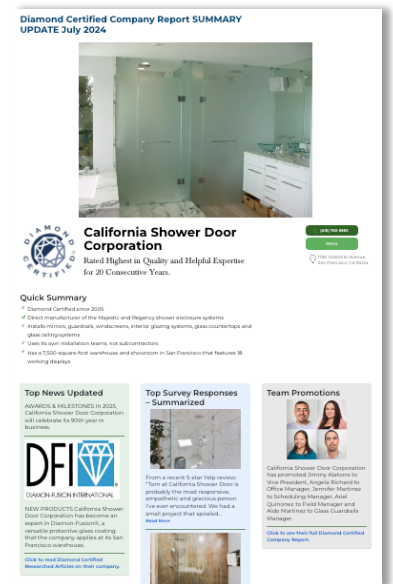 Diamond Certified Company Report SUMMARY
UPDATE July 2024
DIAMOND CERTIFIED
California Shower Door
Corporation
Rated Highest in Quality and Helpful Expertise
for 20 Consecutive Years.
EMAIL
San Francisco, CA
Quick Summary
Diamond Certified since 2005
Direct manufacturer of the Majestic and Regency shower enclosure systems
Installs mirrors, guardrails, windscreens, interior glazing systems, glass countertops and
glass railing systems
Uses its own installation teams, not subcontractors
Has a 7,500-square-foot warehouse and showroom in San Francisco that features 18
working displays
Top News Updated
AWARDS & MILESTONES In 2025,
California Shower Door Corporation
will celebrate its 90th year in
business.
DFI
DIAMON-FUSION INTERNATIONAL
NEW PRODUCTS California Shower
Door Corporation has become an
expert in Diamon-Fusion®, a
versatile protective glass coating
that the company applies at its San
Francisco warehouse.
Click to read Diamond Certified
Researched Articles on their company.
Top Survey Responses
– Summarized
From a recent 5-star Yelp review
"Tom at California Shower Door is
probably the most responsive,
empathetic and gracious person
I've ever encountered. We had a
small project that spiraled...
Read More
Team Promotions
California Shower Door Corporation
has promoted Jimmy Alatorre to
Vice President, Angele Richard to
Office Manager, Jennifer Martinez
to Scheduling Manager, Ariel
Quinonez to Field Manager and
Aldo Martinez to Glass Guardrails
Manager.
Click to see their full Diamond Certified
Company Report.